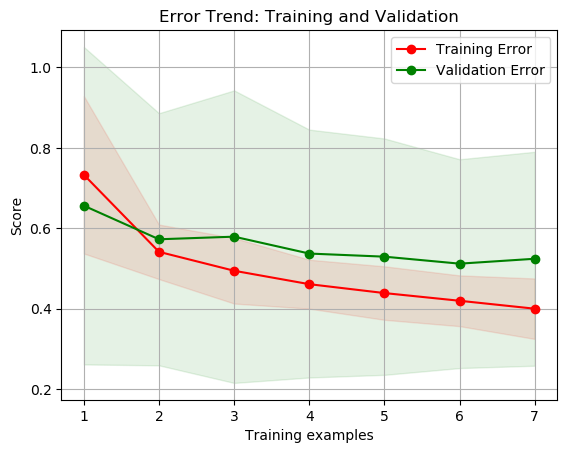 Error Trend: Training and Validation
Training Error
Validation Error
1.0
0.8
0.6
0.4
0.2
Score
1 2 3 4 5 6 7
Training examples